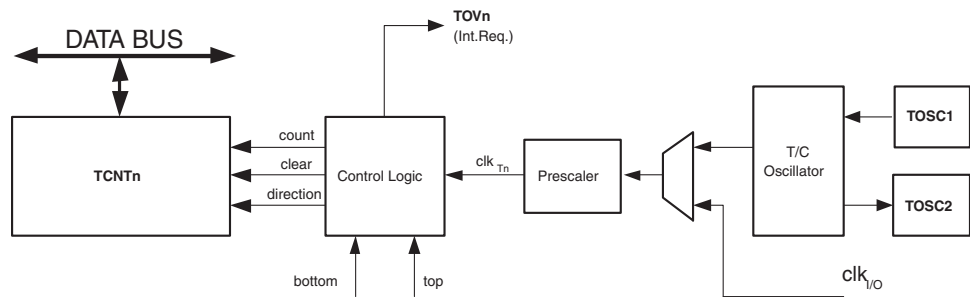 TOVn
(Int.Req.)
DATA BUS
TCNTn
count
clear
direction
Control Logic
clk Tn
Prescaler
T/C
Oscillator
TOSC1
TOSC2
bottom
top
clk I/O